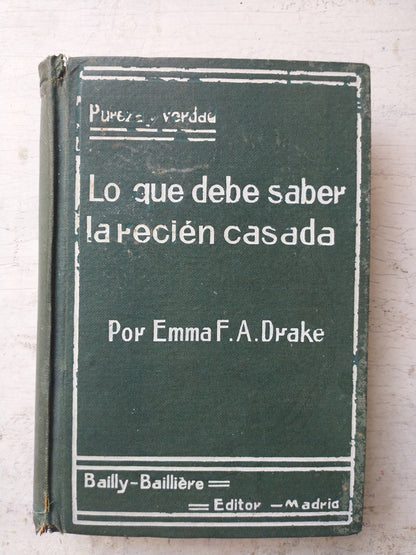 Pureza y verdad
Lo que debe saber
la recién casada
Por Emma F. A. Drake
Bailly-Baillière =
= Editor - Madrid